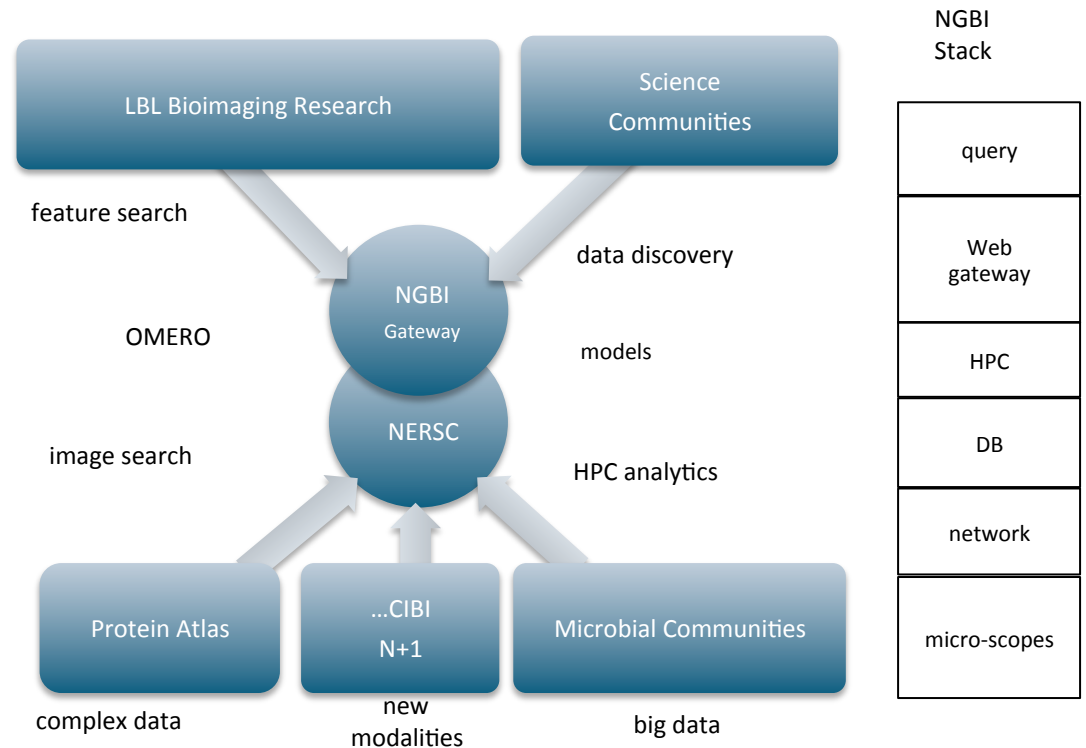 NGBI
Stack
LBL Bioimaging Research
Science
Communities
query
feature search
data discovery
Web
gateway
NGBI
Gateway
OMERO
models
HPC
NERSC
DB
image search
HPC analytics
network
Protein Atlas
...CIBI
N+1
Microbial Communities
micro-scopes
complex data
new
modalities
big data